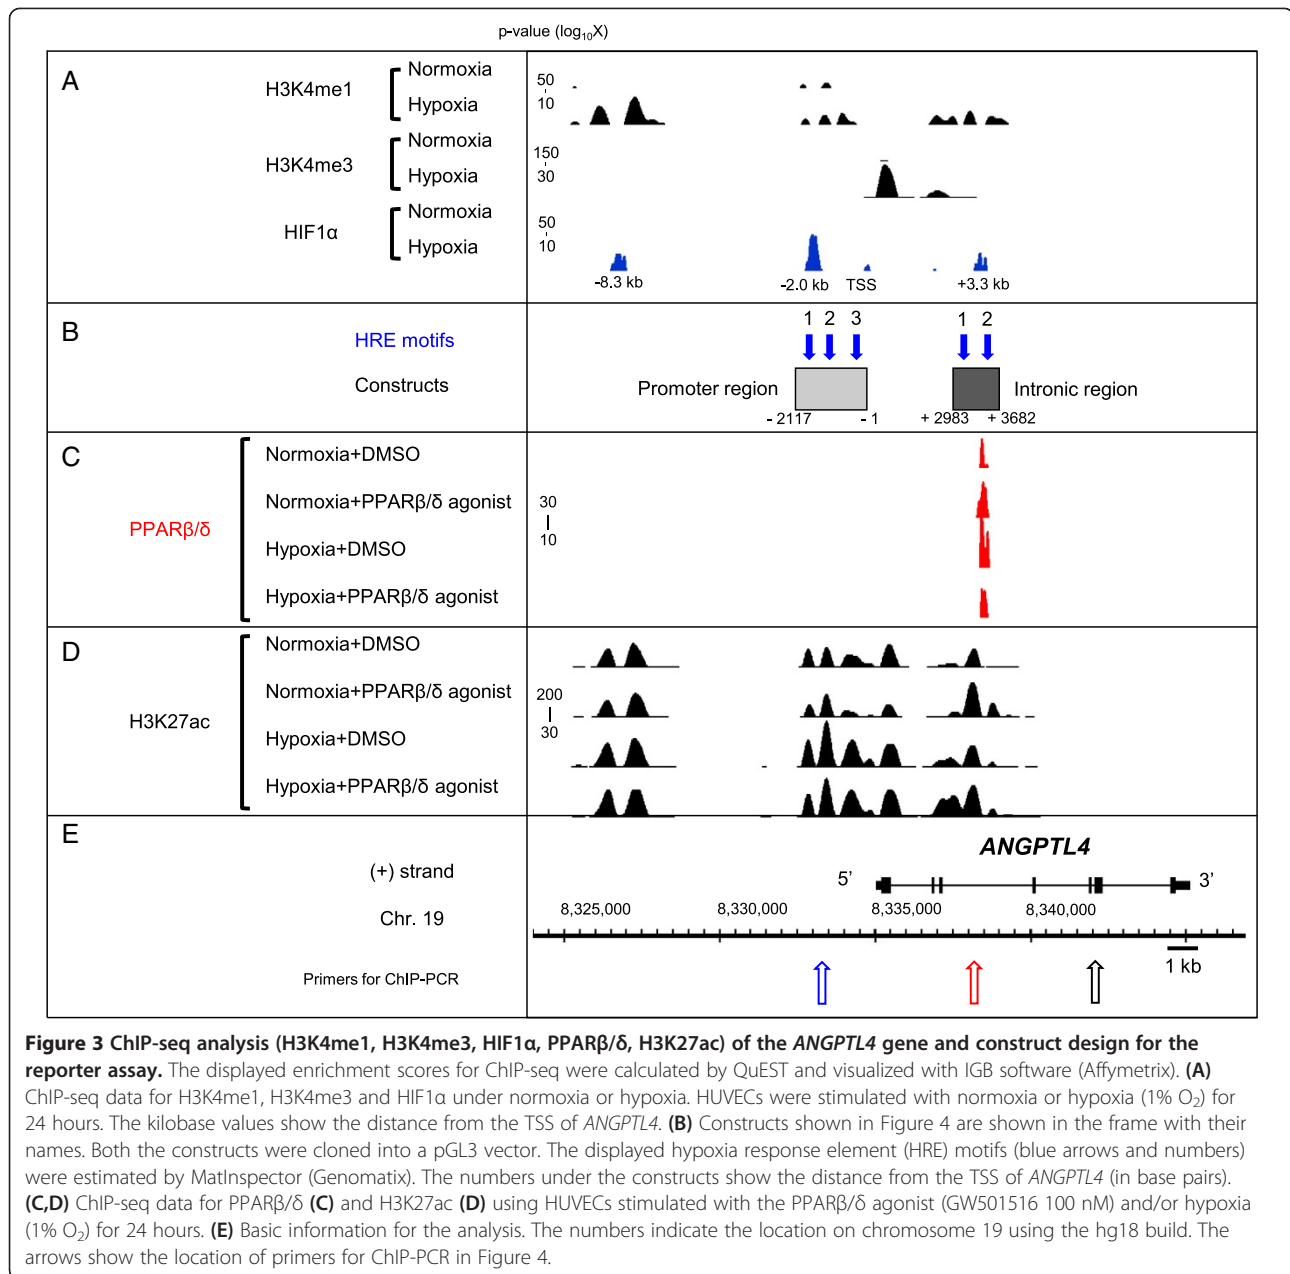 p-value (log10X)
A
H3K4me1
Normoxia
Hypoxia
50
10
H3K4me3
Normoxia
Hypoxia
150
30
HIF1α
Normoxia
Hypoxia
50
10
-8.3 kb
-2.0 kb
TSS
+3.3 kb
B
HRE motifs
1 2 3
1 2
Constructs
Promoter region
Intronic region
- 2117
- 1
+ 2983
+ 3682
C
PPARβ/δ
Normoxia+DMSO
Normoxia+PPARβ/δ agonist
Hypoxia+DMSO
Hypoxia+PPARβ/δ agonist
30
10
D
H3K27ac
Normoxia+DMSO
Normoxia+PPARβ/δ agonist
Hypoxia+DMSO
Hypoxia+PPARβ/δ agonist
200
30
E
ANGPTL4
(+) strand
5’
3’
Chr. 19
8,325,000
8,330,000
8,335,000
8,340,000
1 kb
Primers for ChIP-PCR
Figure 3 ChIP-seq analysis (H3K4me1, H3K4me3, HIF1α, PPARβ/δ, H3K27ac) of the ANGPTL4 gene and construct design for the
reporter assay. The displayed enrichment scores for ChIP-seq were calculated by QuEST and visualized with IGB software (Affymetrix). (A)
ChIP-seq data for H3K4me1, H3K4me3 and HIF1α under normoxia or hypoxia. HUVECs were stimulated with normoxia or hypoxia (1% O2) for
24 hours. The kilobase values show the distance from the TSS of ANGPTL4. (B) Constructs shown in Figure 4 are shown in the frame with their
names. Both the constructs were cloned into a pGL3 vector. The displayed hypoxia response element (HRE) motifs (blue arrows and numbers)
were estimated by MatInspector (Genomatix). The numbers under the constructs show the distance from the TSS of ANGPTL4 (in base pairs).
(C,D) ChIP-seq data for PPARβ/δ (C) and H3K27ac (D) using HUVECs stimulated with the PPARβ/δ agonist (GW501516 100 nM) and/or hypoxia
(1% O2) for 24 hours. (E) Basic information for the analysis. The numbers indicate the location on chromosome 19 using the hg18 build. The
arrows show the location of primers for ChIP-PCR in Figure 4.